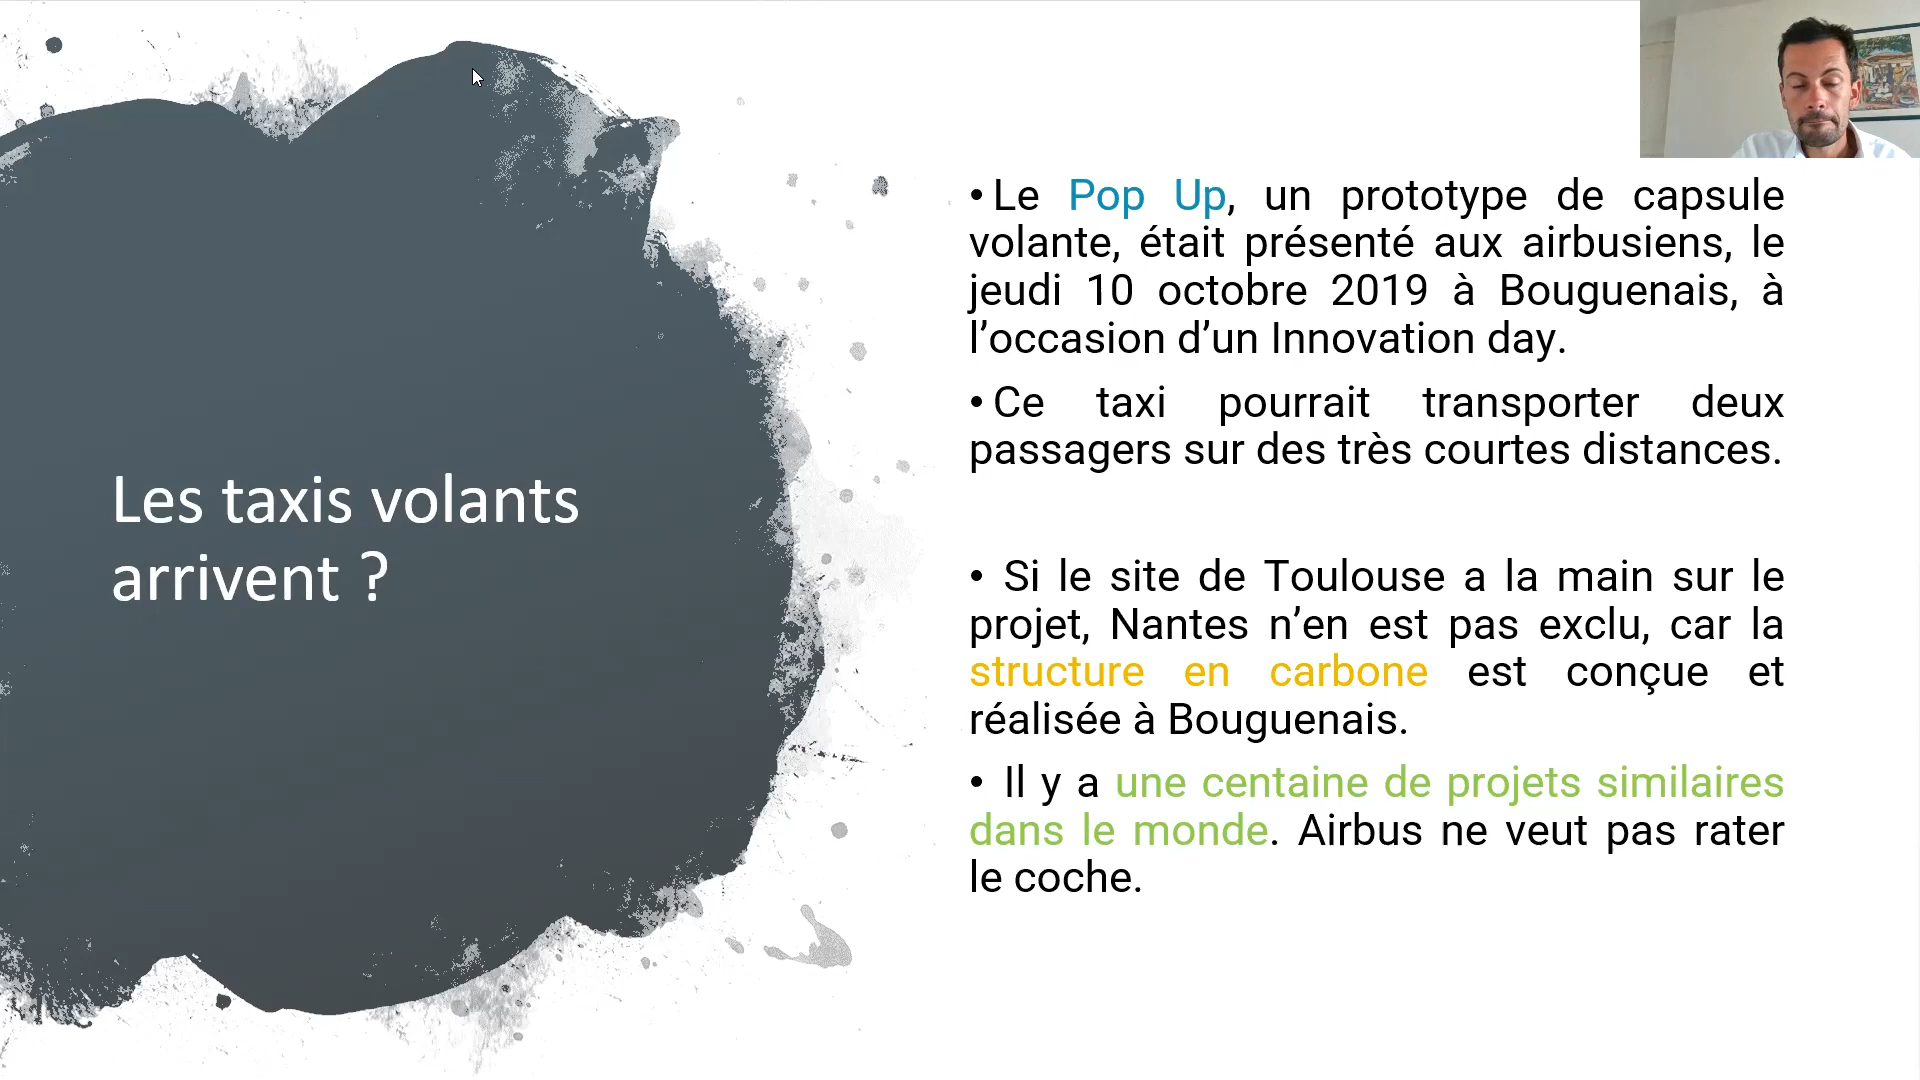 Les taxis volants
arrivent ?
• Le Pop Up, un prototype de capsule
volante, était présenté aux airbusiens, le
jeudi 10 octobre 2019 à Bouguenais, à
l’occasion d’un Innovation day.
• Ce taxi pourrait transporter deux
passagers sur des très courtes distances.
• Si le site de Toulouse a la main sur le
projet, Nantes n’en est pas exclu, car la
structure en carbone est conçue et
réalisée à Bouguenais.
• Il y a une centaine de projets similaires
dans le monde. Airbus ne veut pas rater
le coche.